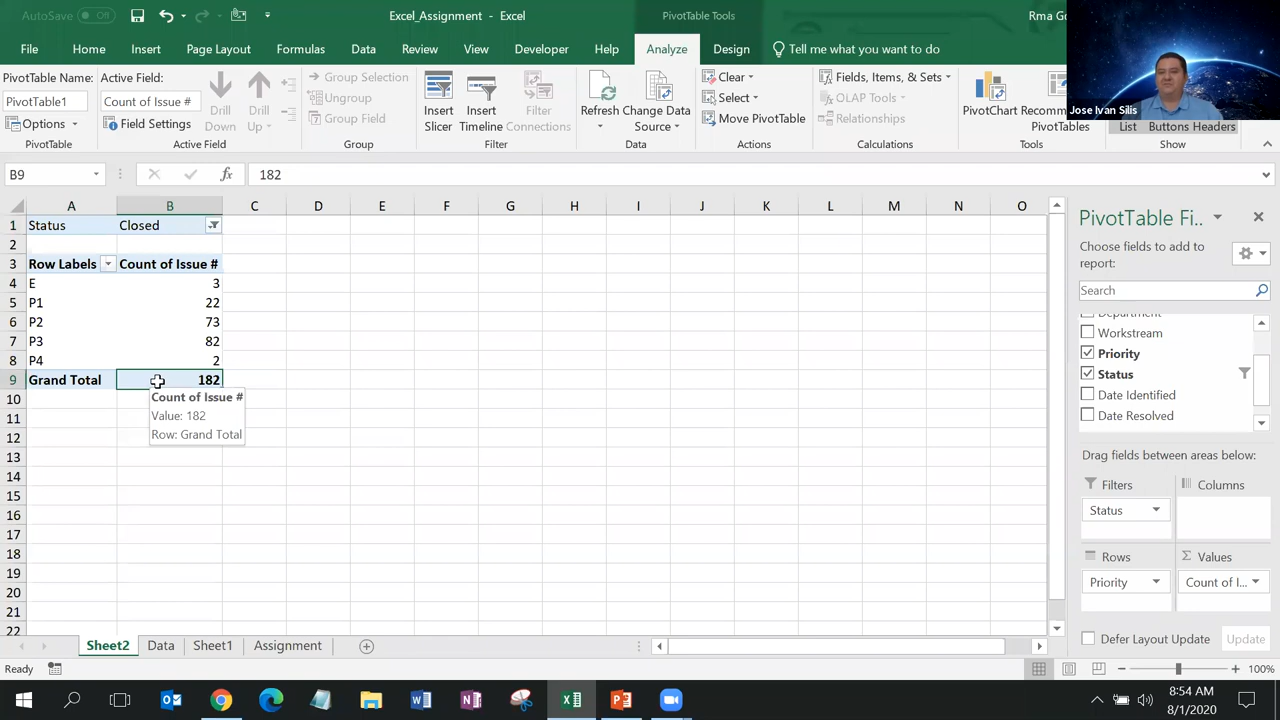 AutoSave Off
Excel_Assignment - Excel
PivotTable Tools
Rma Go
File Home Insert Page Layout Formulas Data Review View Developer Help Analyze Design Tell me what you want to do
PivotTable Name:
PivotTable1
Options
PivotTable
Active Field:
Count of Issue #
Field Settings
Drill Down
Drill Up
Active Field
Group Selection
Ungroup
Group Field
Group
Insert Slicer
Insert Timeline
Filter Connections
Filter
Refresh
Change Data Source
Data
Clear
Select
Move PivotTable
Actions
Fields, Items, & Sets
OLAP Tools
Relationships
Calculations
PivotChart
Recomm
PivotTables
Tools
List Buttons Headers
Show
Jose Ivan Silis
B9
fx
182
A B C D E F G H I J K L M N O
1 Status Closed
2
3 Row Labels Count of Issue #
4 E 3
5 P1 22
6 P2 73
7 P3 82
8 P4 2
9 Grand Total 182
10
11
12
13
14
15
16
17
18
19
20
21
22
Count of Issue #
Value: 182
Row: Grand Total
PivotTable Fi..
Choose fields to add to
report:
Search
Workstream
Priority
Status
Date Identified
Date Resolved
Drag fields between areas below:
Filters
Columns
Status
Rows
Σ Values
Priority
Count of I...
Defer Layout Update
Update
Sheet2 Data Sheet1 Assignment
Ready
100%
8:54 AM
8/1/2020